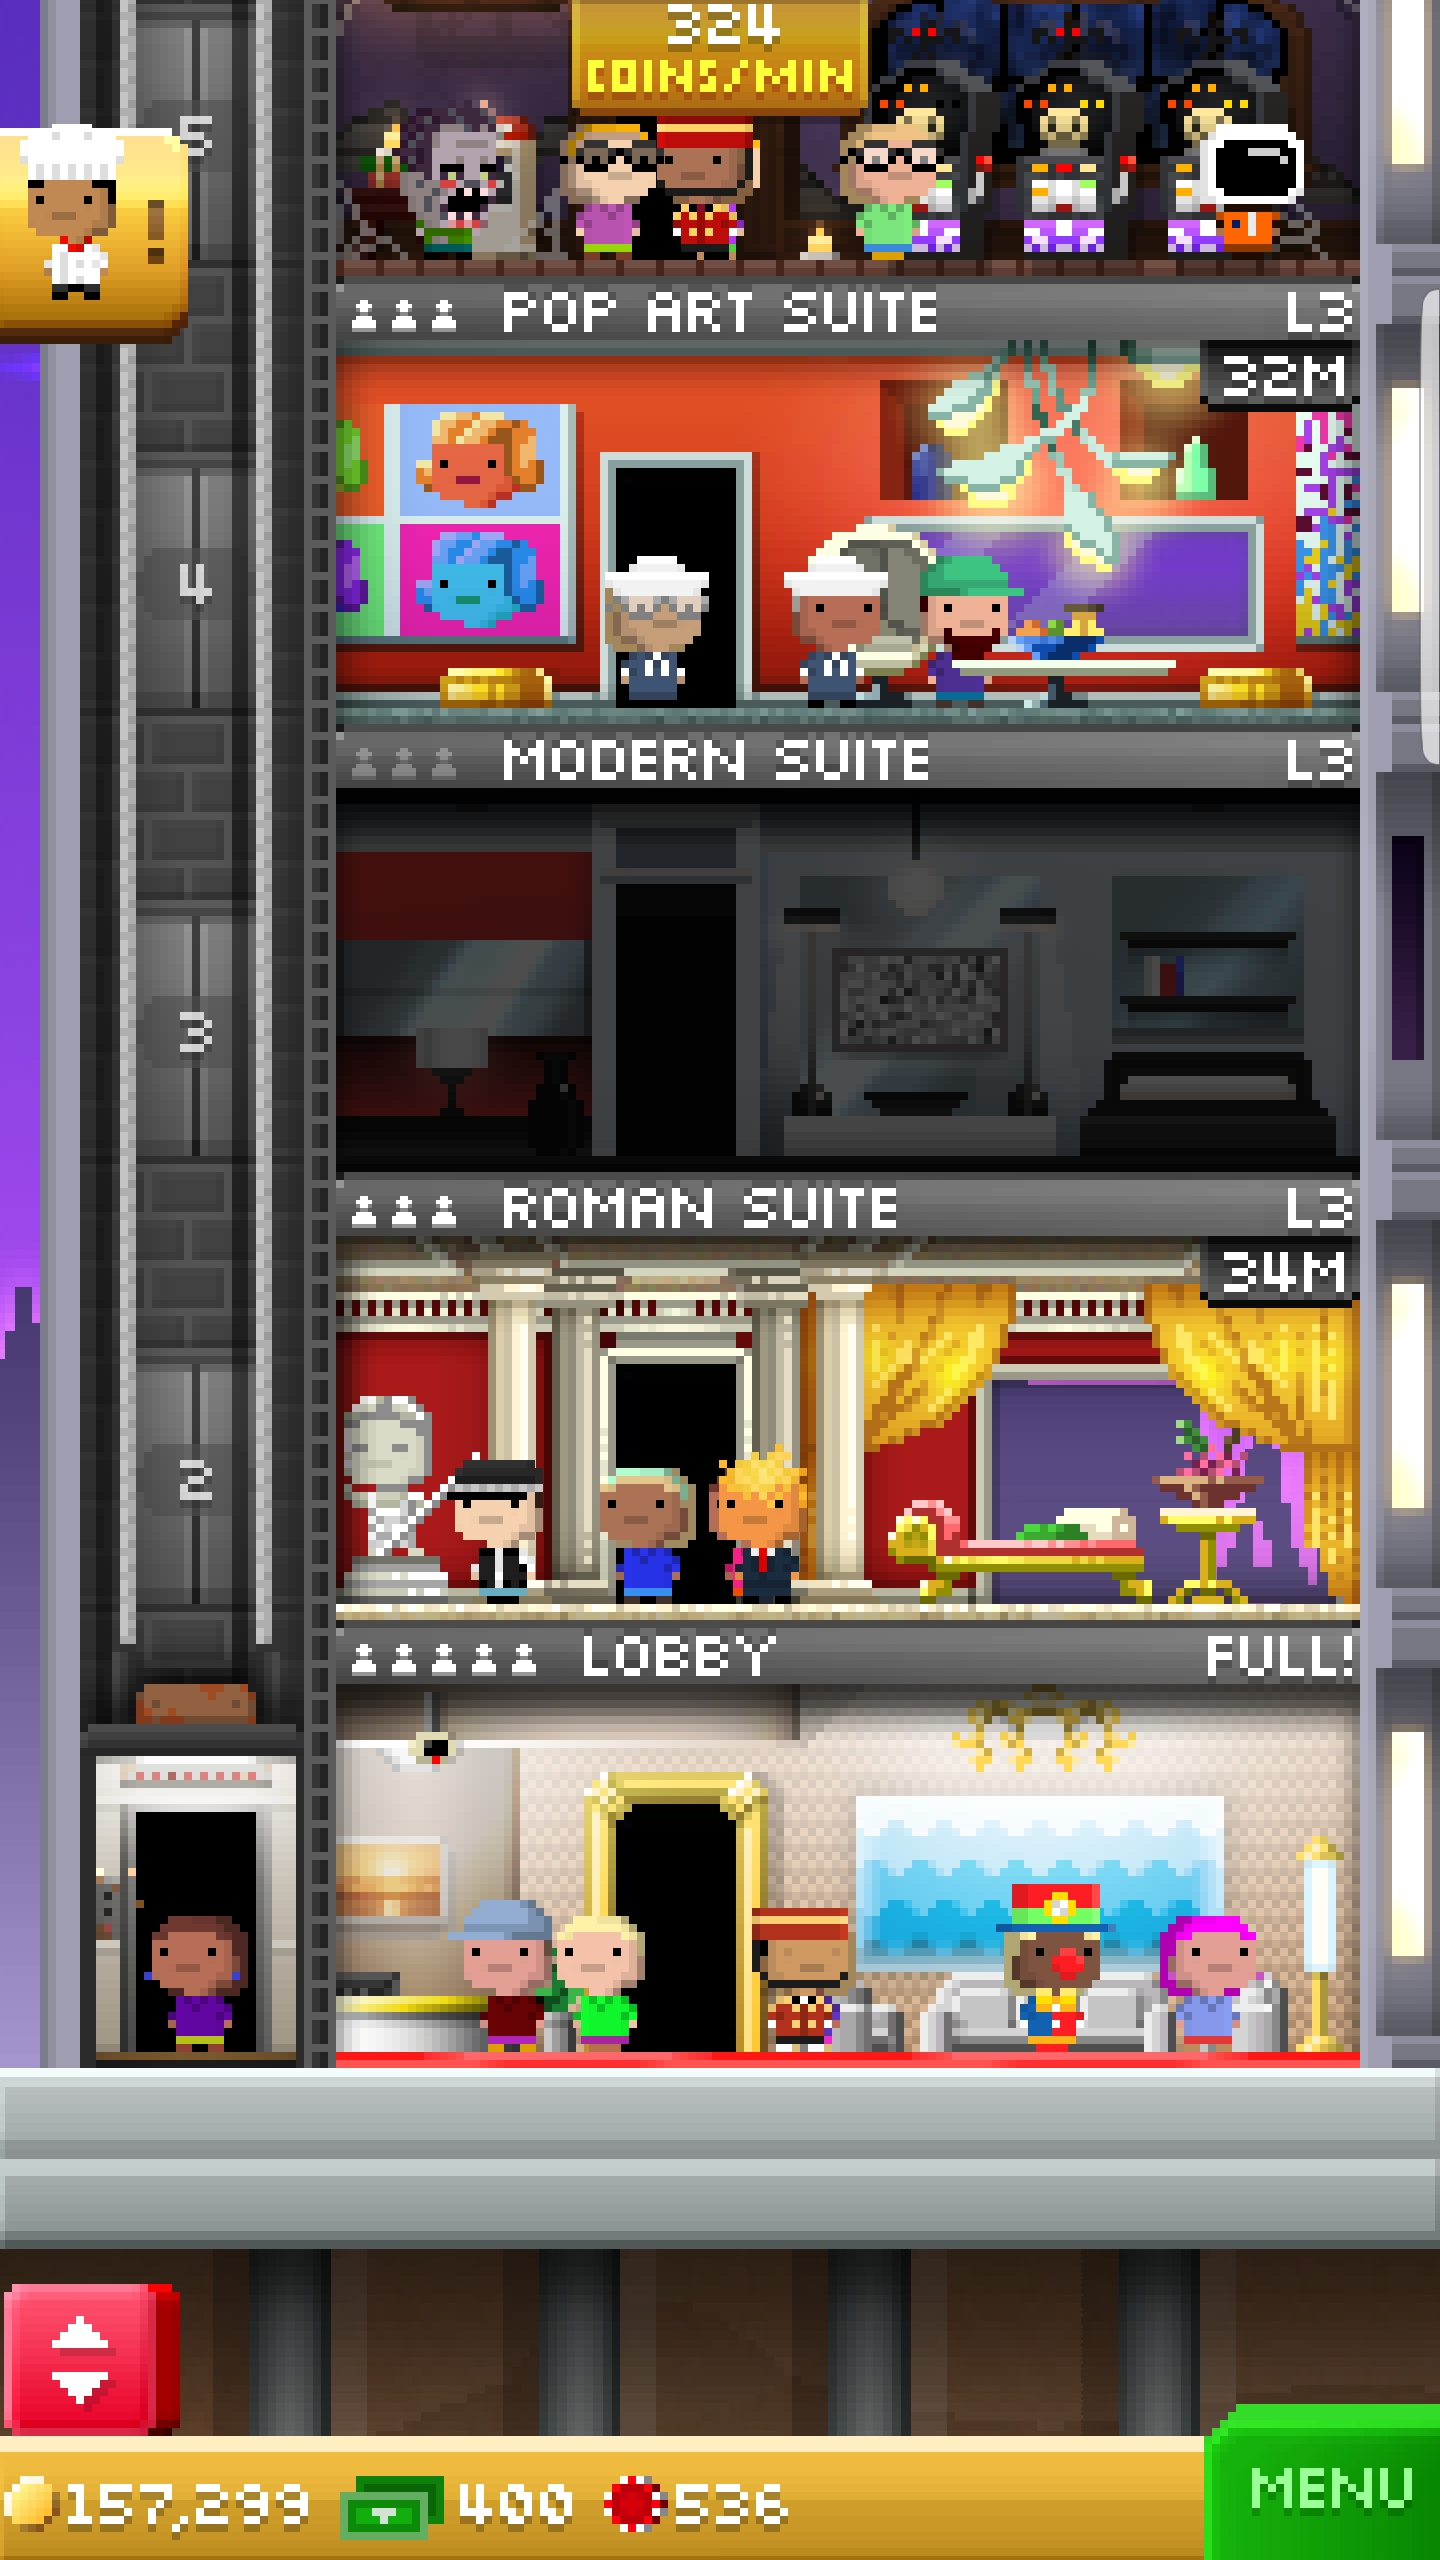 324
COINS/MIN
5
!
POP ART SUITE L3
32M
4
MODERN SUITE L3
3
ROMAN SUITE L3
34M
2
LOBBY FULL!
157,299 400 536
MENU